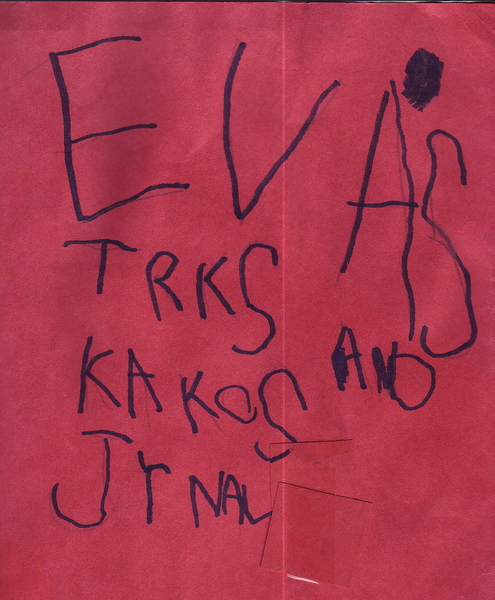 EVA'S
TRKS
AND
KAKOS
JrNAL